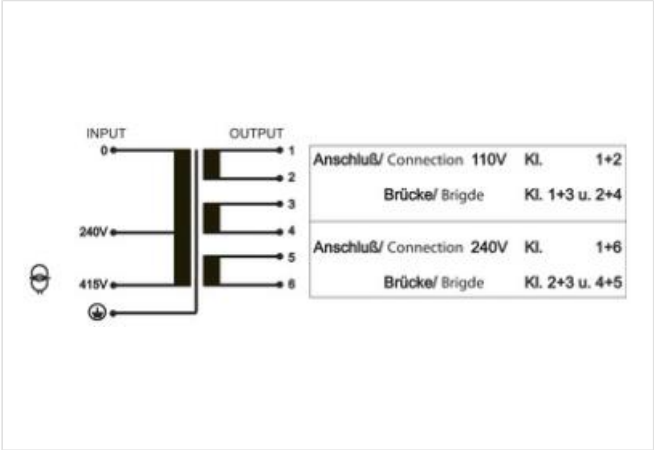 INPUT OUTPUT
0 1
2
3
240V 4
5
415V 6
Anschluß/ Connection 110V Kl. 1+2
Brücke/ Brigde Kl. 1+3 u. 2+4
Anschluß/ Connection 240V Kl. 1+6
Brücke/ Brigde Kl. 2+3 u. 4+5